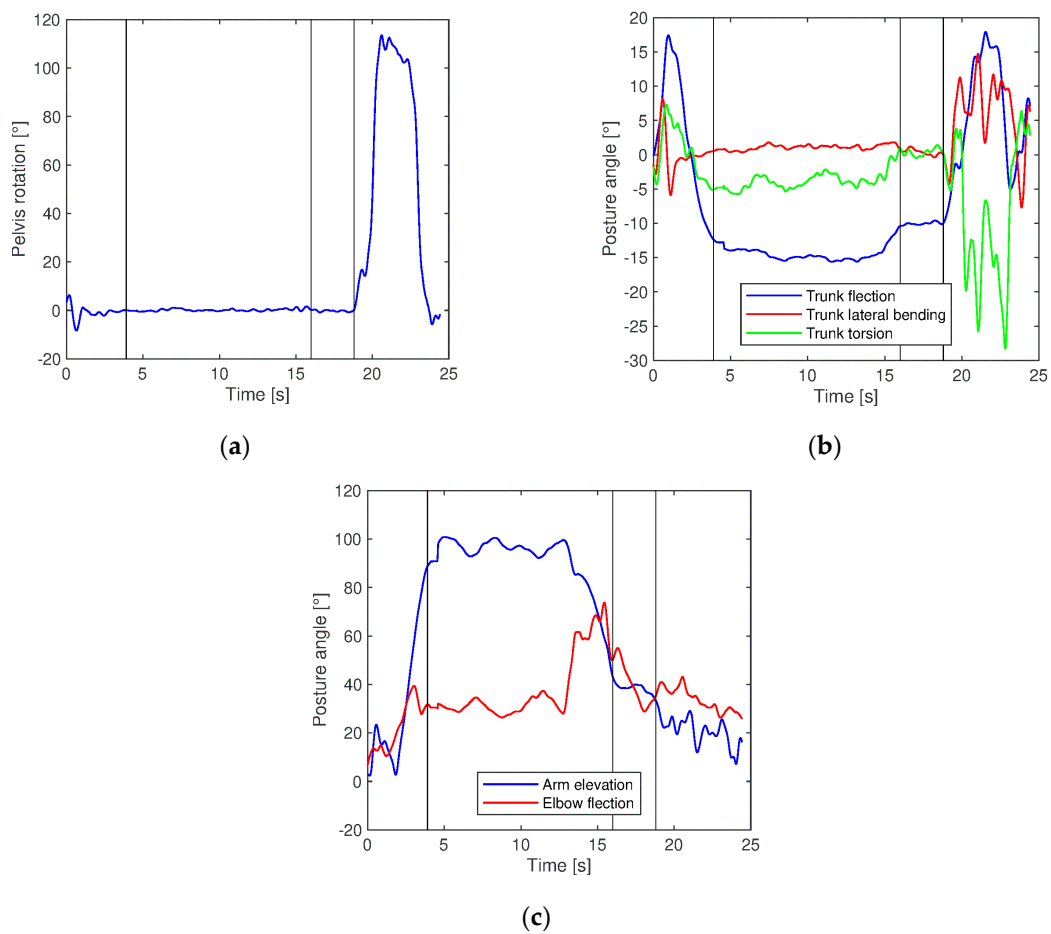 120
100
80
60
40
20
0
-20
Pelvis rotation [°]
0 5 10 15 20 25
Time [s]
(a)
20
15
10
5
0
-5
-10
-15
-20
-25
-30
Posture angle [°]
Trunk flection
Trunk lateral bending
Trunk torsion
0 5 10 15 20 25
Time [s]
(b)
120
100
80
60
40
20
0
-20
Posture angle [°]
Arm elevation
Elbow flection
0 5 10 15 20 25
Time [s]
(c)